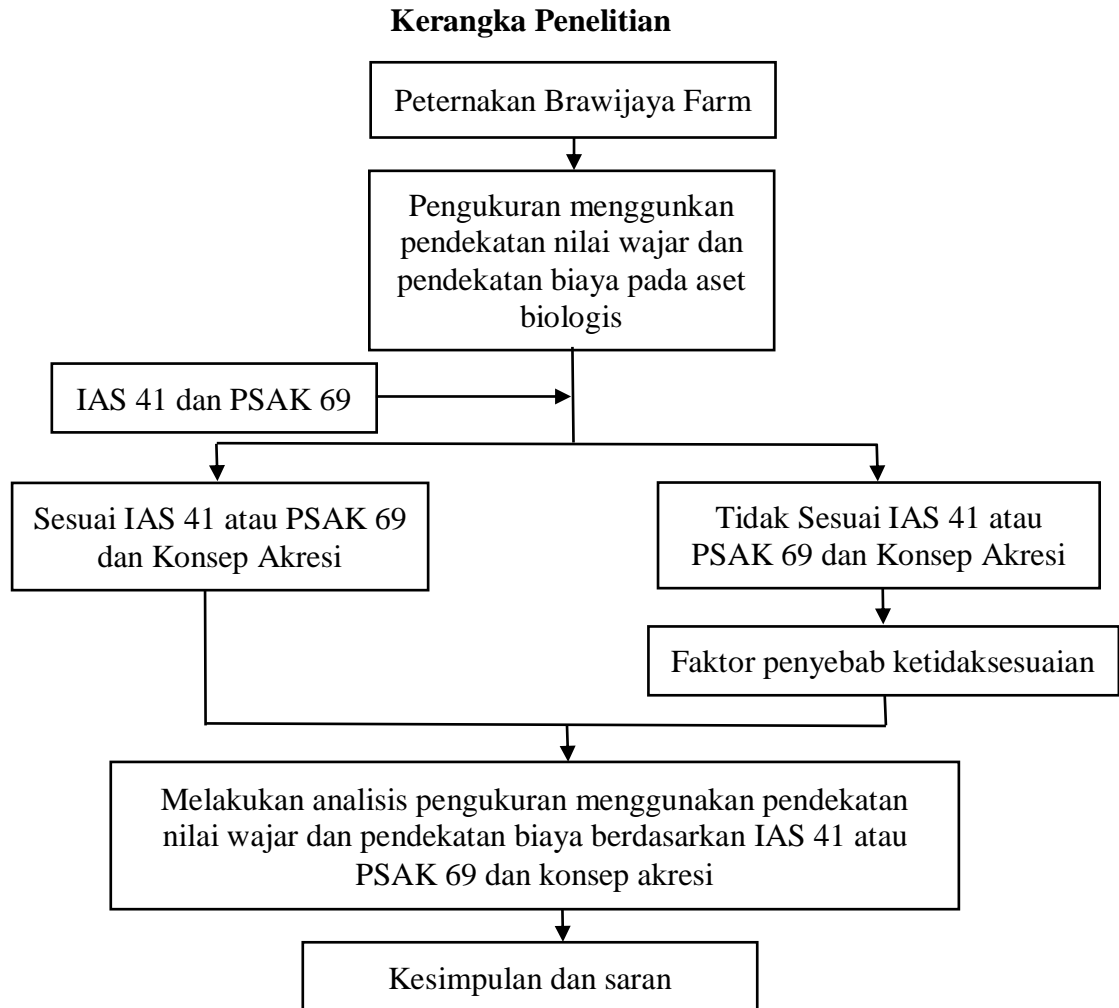 Kerangka Penelitian
Peternakan Brawijaya Farm
Pengukuran menggunkan
pendekatan nilai wajar dan
pendekatan biaya pada aset
biologis
IAS 41 dan PSAK 69
Sesuai IAS 41 atau PSAK 69
dan Konsep Akresi
Tidak Sesuai IAS 41 atau
PSAK 69 dan Konsep Akresi
Faktor penyebab ketidaksesuaian
Melakukan analisis pengukuran menggunakan pendekatan
nilai wajar dan pendekatan biaya berdasarkan IAS 41 atau
PSAK 69 dan konsep akresi
Kesimpulan dan saran